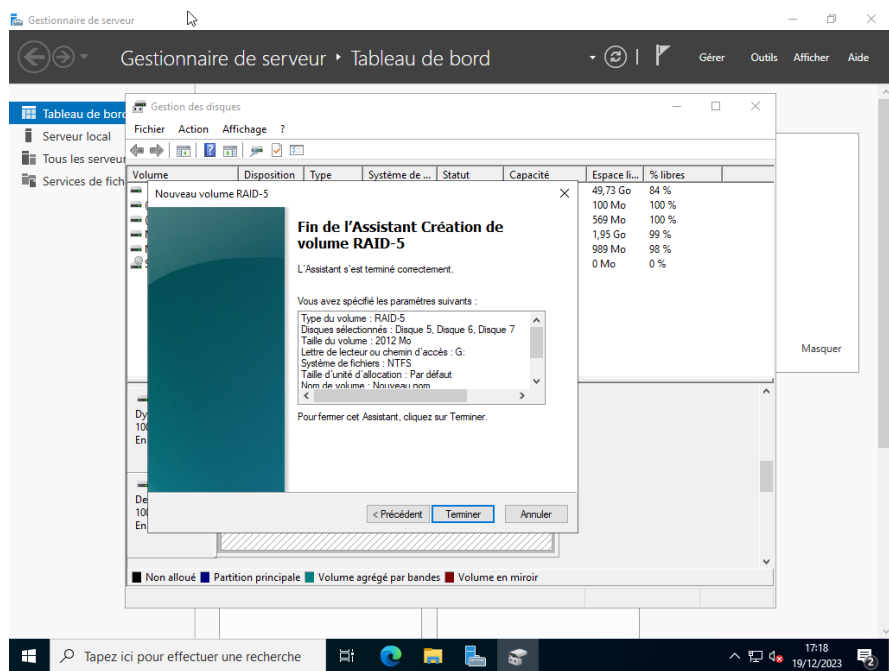 Gestionnaire de serveur
Gestionnaire de serveur ‣ Tableau de bord
Gérer Outils Afficher Aide
Tableau de bord
Serveur local
Tous les serveur
Services de fich
Gestion des disques
Fichier Action Affichage ?
Volume Disposition Type Système de ... Statut Capacité Espace li... % libres
49,73 Go 84 %
100 Mo 100 %
569 Mo 100 %
1,95 Go 99 %
989 Mo 98 %
0 Mo 0 %
Nouveau volume RAID-5
Fin de l'Assistant Création de
volume RAID-5
L'Assistant s'est terminé correctement.
Vous avez spécifié les paramètres suivants :
Type du volume : RAID-5
Disques sélectionnés : Disque 5, Disque 6, Disque 7
Taille du volume : 2012 Mo
Lettre de lecteur ou chemin d'accès : G:
Système de fichiers : NTFS
Taille d'unité d'allocation : Par défaut
Nom de volume : Nouveau nom
Pour fermer cet Assistant, cliquez sur Terminer.
< Précédent Terminer Annuler
Masquer
Dy
100
En
De
100
En
Non alloué Partition principale Volume agrégé par bandes Volume en miroir
Tapez ici pour effectuer une recherche
17:18
19/12/2023
2